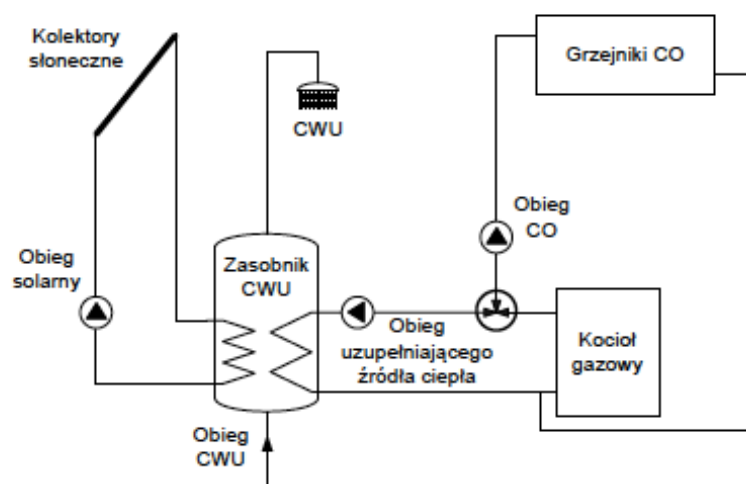 Kolektory
słoneczne
CWU
Grzejniki CO
Obieg
CO
Obieg
solarny
Zasobnik
CWU
Obieg
uzupełniającego
źródła ciepła
Kocioł
gazowy
Obieg
CWU